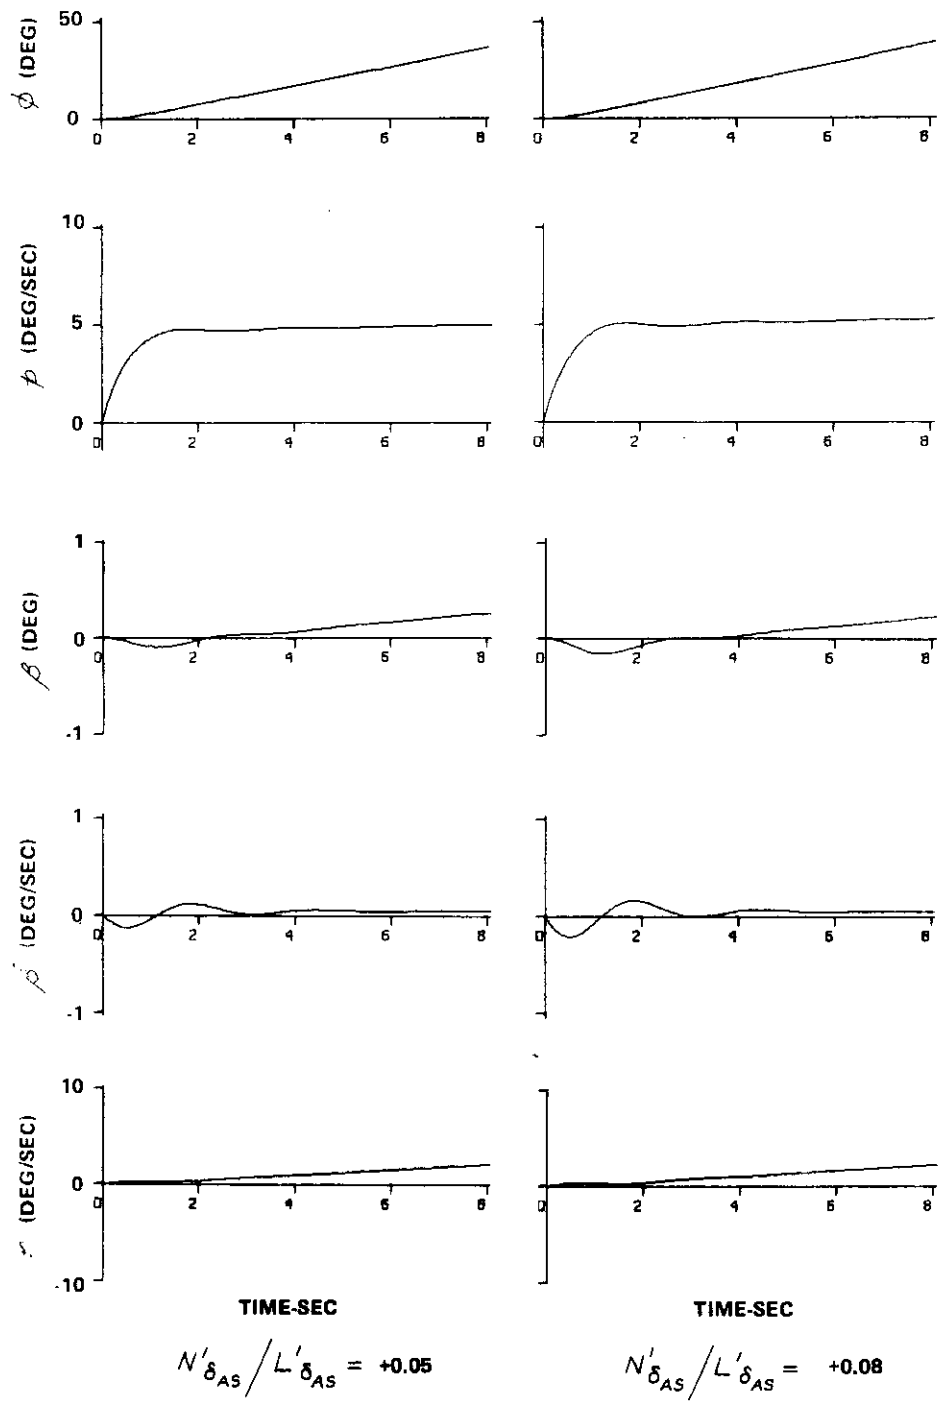 φ (DEG)
50
0
0 2 4 6 8
0 2 4 6 8
p (DEG/SEC)
10
5
0
0 2 4 6 8
0 2 4 6 8
β (DEG)
1
0
-1
0 2 4 6 8
0 2 4 6 8
β̇ (DEG/SEC)
1
0
-1
0 2 4 6 8
0 2 4 6 8
r (DEG/SEC)
10
0
-10
0 2 4 6 8
0 2 4 6 8
TIME-SEC
TIME-SEC
N'δAS / L'δAS = +0.05
N'δAS / L'δAS = +0.08